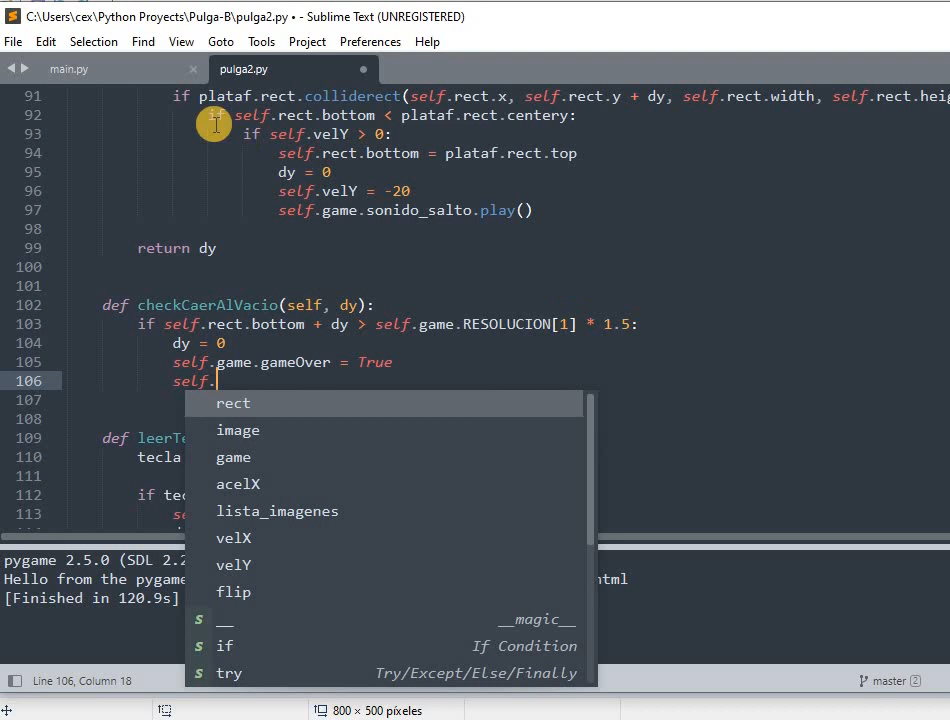 C:\Users\cex\Python Proyects\Pulga-B\pulga2.py • - Sublime Text (UNREGISTERED)
File Edit Selection Find View Goto Tools Project Preferences Help
main.py × pulga2.py
91 if plataf.rect.colliderect(self.rect.x, self.rect.y + dy, self.rect.width, self.rect.heig
92 if self.rect.bottom < plataf.rect.centery:
93 if self.velY > 0:
94 self.rect.bottom = plataf.rect.top
95 dy = 0
96 self.velY = -20
97 self.game.sonido_salto.play()
98
99 return dy
100
101
102 def checkCaerAlVacio(self, dy):
103 if self.rect.bottom + dy > self.game.RESOLUCION[1] * 1.5:
104 dy = 0
105 self.game.gameOver = True
106 self.
107
108
109 def leerTe
110 tecla
111
112 if tec
113 se
rect
image
game
acelX
lista_imagenes
velX
velY
flip
s __ __magic__
s if If Condition
s try Try/Except/Else/Finally
pygame 2.5.0 (SDL 2.2
Hello from the pygame html
[Finished in 120.9s]
Line 106, Column 18 master 2
800 × 500 píxeles